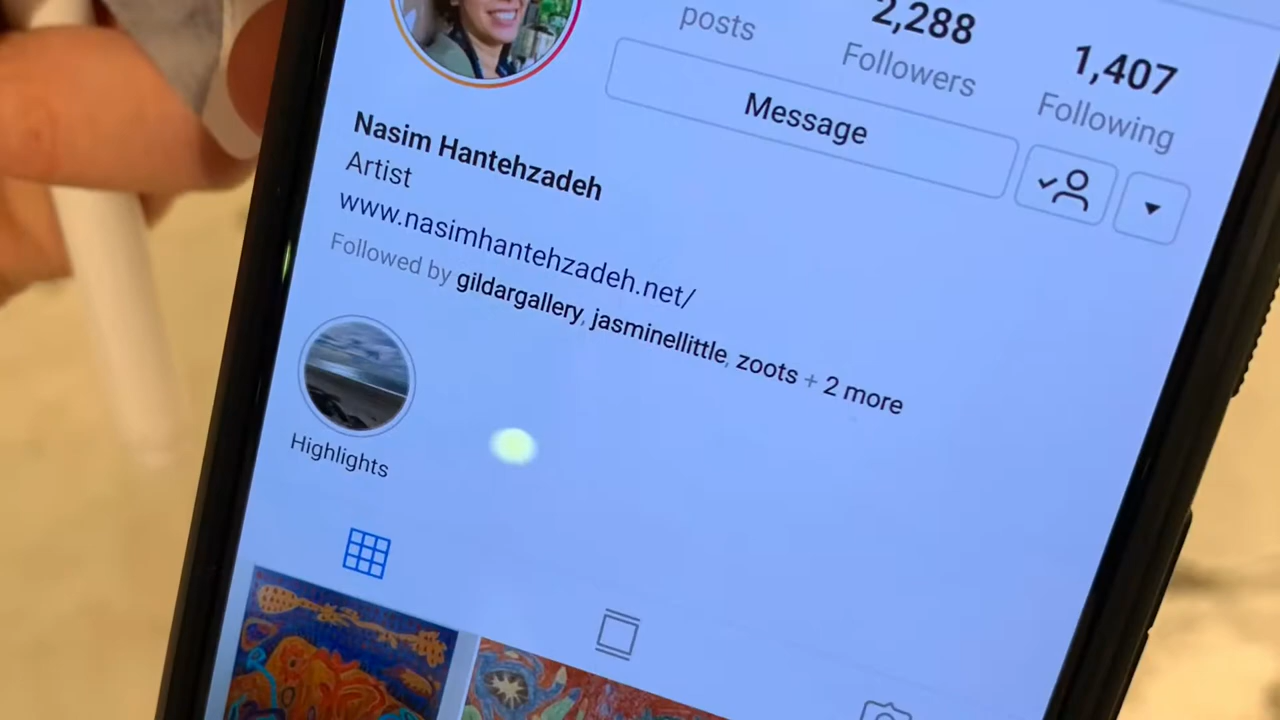 2,288
1,407
posts
Followers
Following
Message
Nasim Hantehzadeh
Artist
www.nasimhantehzadeh.net/
Followed by gildargallery, jasminellittle, zoots + 2 more
Highlights